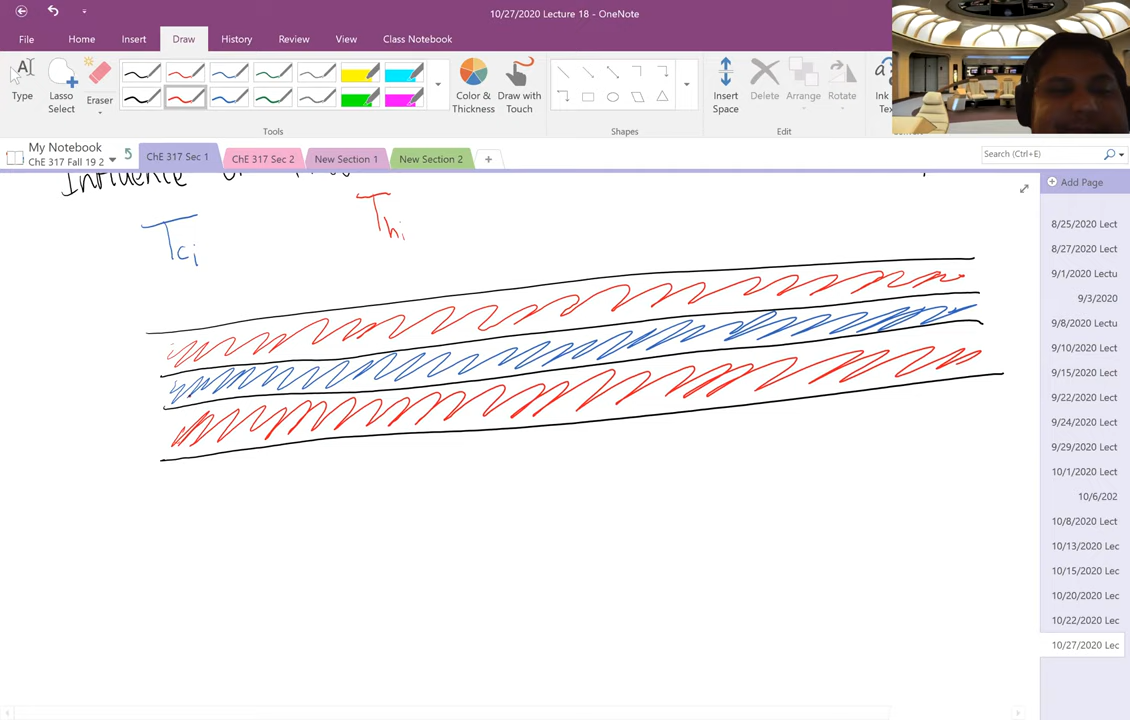 10/27/2020 Lecture 18 - OneNote
File Home Insert Draw History Review View Class Notebook
Type
Lasso Select
Eraser
Color & Thickness
Draw with Touch
Insert Space
Delete
Arrange
Rotate
Ink
Tex
Tools
Shapes
Edit
My Notebook
ChE 317 Fall 19 2
ChE 317 Sec 1
ChE 317 Sec 2
New Section 1
New Section 2
+
Search (Ctrl+E)
Add Page
Influence
Tci
Thi
8/25/2020 Lect
8/27/2020 Lect
9/1/2020 Lectu
9/3/2020
9/8/2020 Lectu
9/10/2020 Lect
9/15/2020 Lect
9/22/2020 Lect
9/24/2020 Lect
9/29/2020 Lect
10/1/2020 Lect
10/6/202
10/8/2020 Lect
10/13/2020 Lec
10/15/2020 Lec
10/20/2020 Lec
10/22/2020 Lec
10/27/2020 Lec